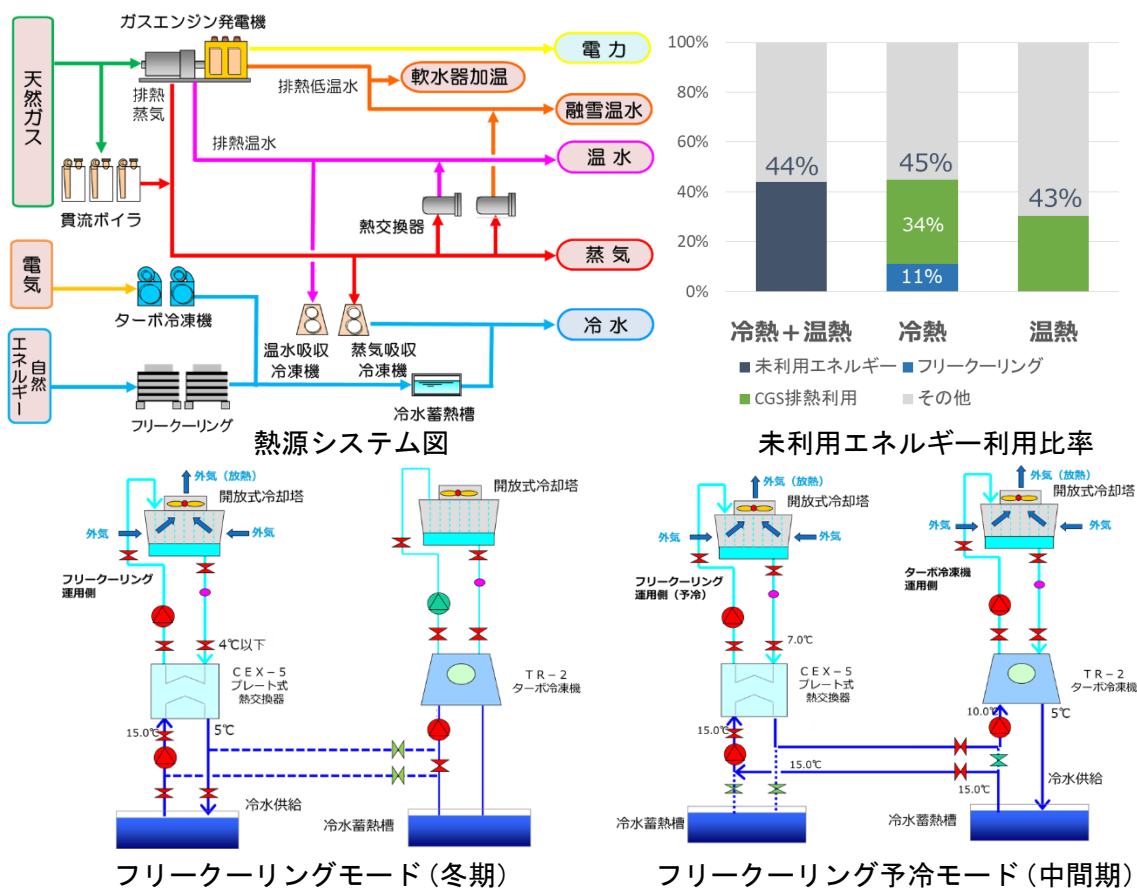 天然ガス
ガスエンジン発電機
排熱
蒸気
貫流ボイラ
排熱低温水
排熱温水
熱交換器
電力
軟水器加温
融雪温水
温水
蒸気
冷水
電気
ターボ冷凍機
自然
エネルギー
フリークーリング
温水吸収
冷凍機
蒸気吸収
冷凍機
冷水蓄熱槽
熱源システム図
100%
80%
60%
40%
20%
0%
44%
45%
34%
11%
43%
冷熱+温熱
冷熱
温熱
■未利用エネルギー ■フリークーリング
■CGS排熱利用 ■その他
未利用エネルギー利用比率
外気（放熱）
開放式冷却塔
外気
外気
フリークーリング
運用側
4℃以下
CEX-5
プレート式
熱交換器
15.0℃
5℃
冷水供給
開放式冷却塔
TR-2
ターボ冷凍機
冷水蓄熱槽
フリークーリングモード（冬期）
外気（放熱）
開放式冷却塔
外気
外気
フリークーリング
運用側（予冷）
7.0℃
CEX-5
プレート式
熱交換器
15.0℃
15.0℃
冷水蓄熱槽
外気（放熱）
開放式冷却塔
外気
外気
ターボ冷凍機
運用側
TR-2
ターボ冷凍機
10.0℃
5℃
15.0℃
冷水供給
冷水蓄熱槽
フリークーリング予冷モード（中間期）